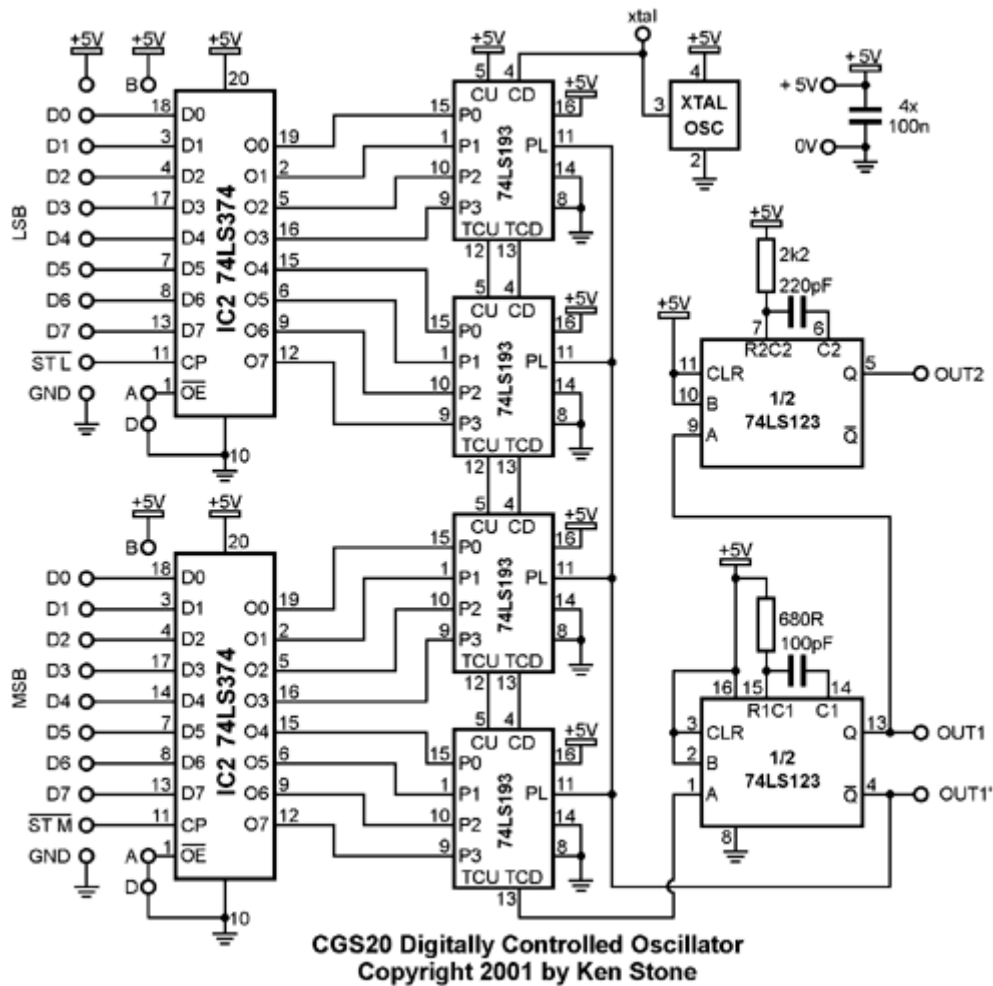 xtal
+5V +5V +5V +5V +5V
B 20 5 4 +5V 4 +5V
CU CD + 5V
D0 18 D0 15 P0 16 3 XTAL 4x
D1 3 D1 O0 19 1 P1 PL 11 OSC 100n
D2 4 D2 O1 2 10 P2 14 2 0V
D3 17 D3 O2 5 9 P3 8
D4 D4 O3 16 TCU TCD
74LS193
12 13
LSB
D5 7 D5 O4 15
D6 8 D6 O5 6 5 4 +5V
D7 13 D7 O6 9 CU CD
ST L 11 CP O7 12 15 P0 16
GND A 1 OE 1 P1 PL 11
D 10 P2 14
10 9 P3 8
TCU TCD
74LS193
12 13
IC2 74LS374
+5V
2k2
220pF
+5V 7 6
R2C2 C2
11 CLR Q 5 OUT2
10 B 1/2
9 A 74LS123 Q
+5V +5V
B 20 5 4 +5V
CU CD
D0 18 D0 15 P0 16
D1 3 D1 O0 19 1 P1 PL 11
D2 4 D2 O1 2 10 P2 14
D3 17 D3 O2 5 9 P3 8
D4 14 D4 O3 16 TCU TCD
74LS193
12 13
MSB
D5 7 D5 O4 15 5 4 +5V
CU CD
D6 8 D6 O5 6 15 P0 16
D7 13 D7 O6 9 1 P1 PL 11
ST M 11 CP O7 12 10 P2 14
GND A 1 OE 9 P3 8
D TCU TCD
10 13
74LS193
IC2 74LS374
+5V
680R
100pF
16 15 14
R1C1 C1
3 CLR Q 13 OUT1
2 B 1/2
1 A 74LS123 Q 4 OUT1'
8
CGS20 Digitally Controlled Oscillator
Copyright 2001 by Ken Stone